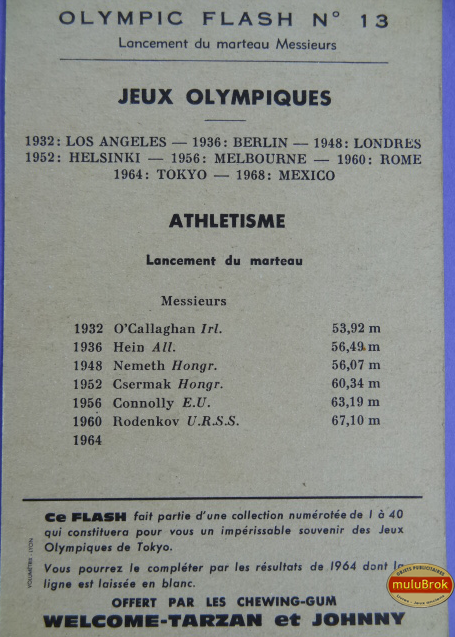 OLYMPIC FLASH N° 13
Lancement du marteau Messieurs
JEUX OLYMPIQUES
1932: LOS ANGELES — 1936: BERLIN — 1948: LONDRES
1952: HELSINKI — 1956: MELBOURNE — 1960: ROME
1964: TOKYO — 1968: MEXICO
ATHLETISME
Lancement du marteau
Messieurs
1932 O'Callaghan Irl. 53,92 m
1936 Hein All. 56,49 m
1948 Nemeth Hongr. 56,07 m
1952 Csermak Hongr. 60,34 m
1956 Connolly E.U. 63,19 m
1960 Rodenkov U.R.S.S. 67,10 m
1964
Ce FLASH fait partie d'une collection numérotée de 1 à 40
qui constituera pour vous un impérissable souvenir des Jeux
Olympiques de Tokyo.
Vous pourrez le compléter par les résultats de 1964 dont la
ligne est laissée en blanc.
OFFERT PAR LES CHEWING-GUM
WELCOME-TARZAN et JOHNNY
VOLUMETRIX - LYON
OBJETS PUBLICITAIRES
muluBrok